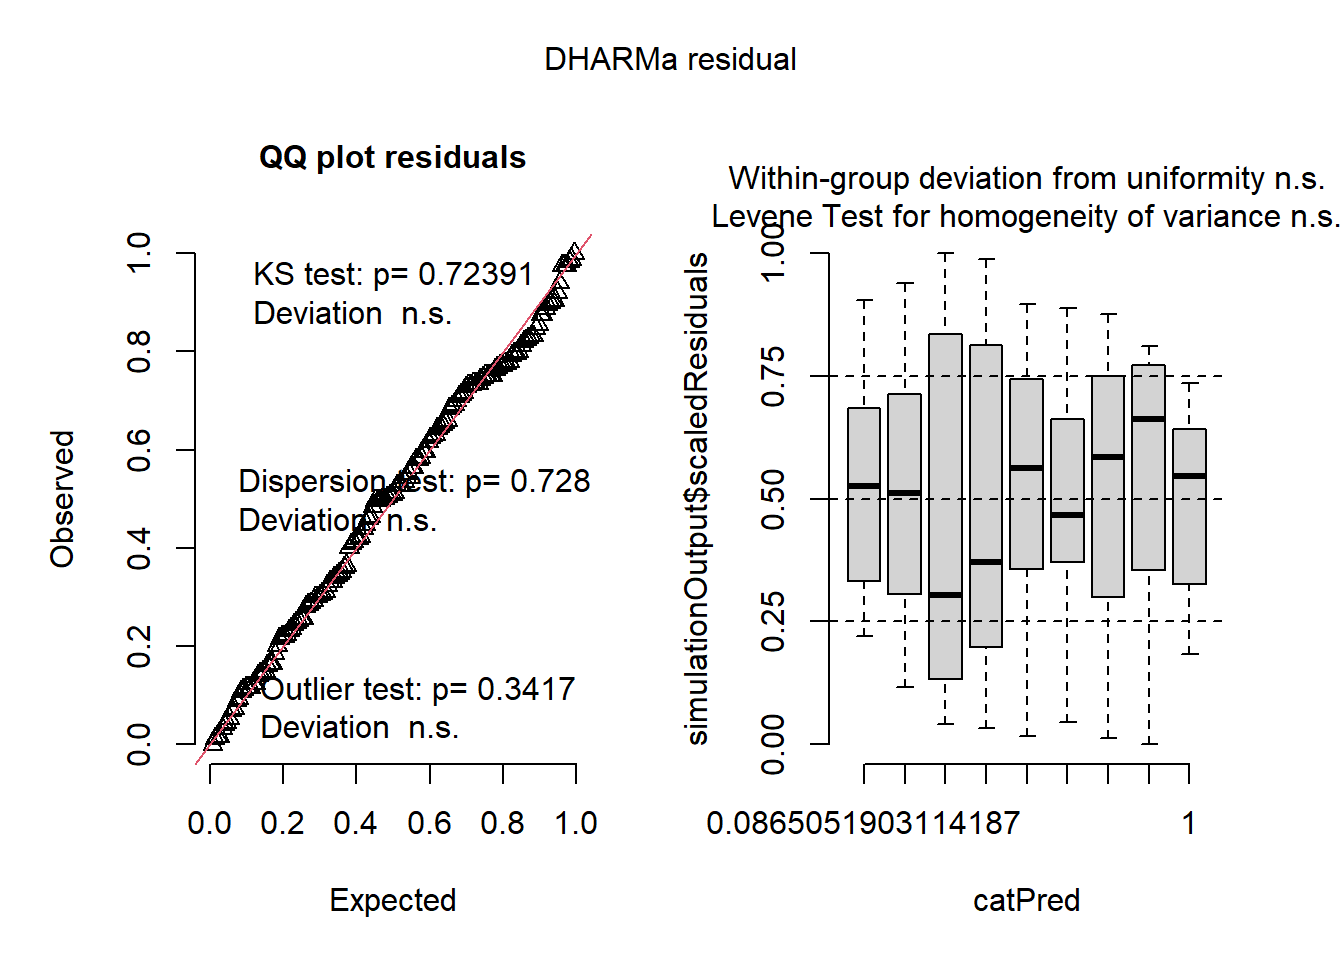 DHARMa residual
QQ plot residuals
KS test: p= 0.72391
Deviation  n.s.
Dispersion test: p= 0.728
Deviation  n.s.
Outlier test: p= 0.3417
Deviation  n.s.
Observed
0.0
0.2
0.4
0.6
0.8
1.0
0.0 0.2 0.4 0.6 0.8 1.0
Expected
Within-group deviation from uniformity n.s.
Levene Test for homogeneity of variance n.s.
simulationOutput$scaledResiduals
0.00
0.25
0.50
0.75
1.00
0.0865051903114187 1
catPred